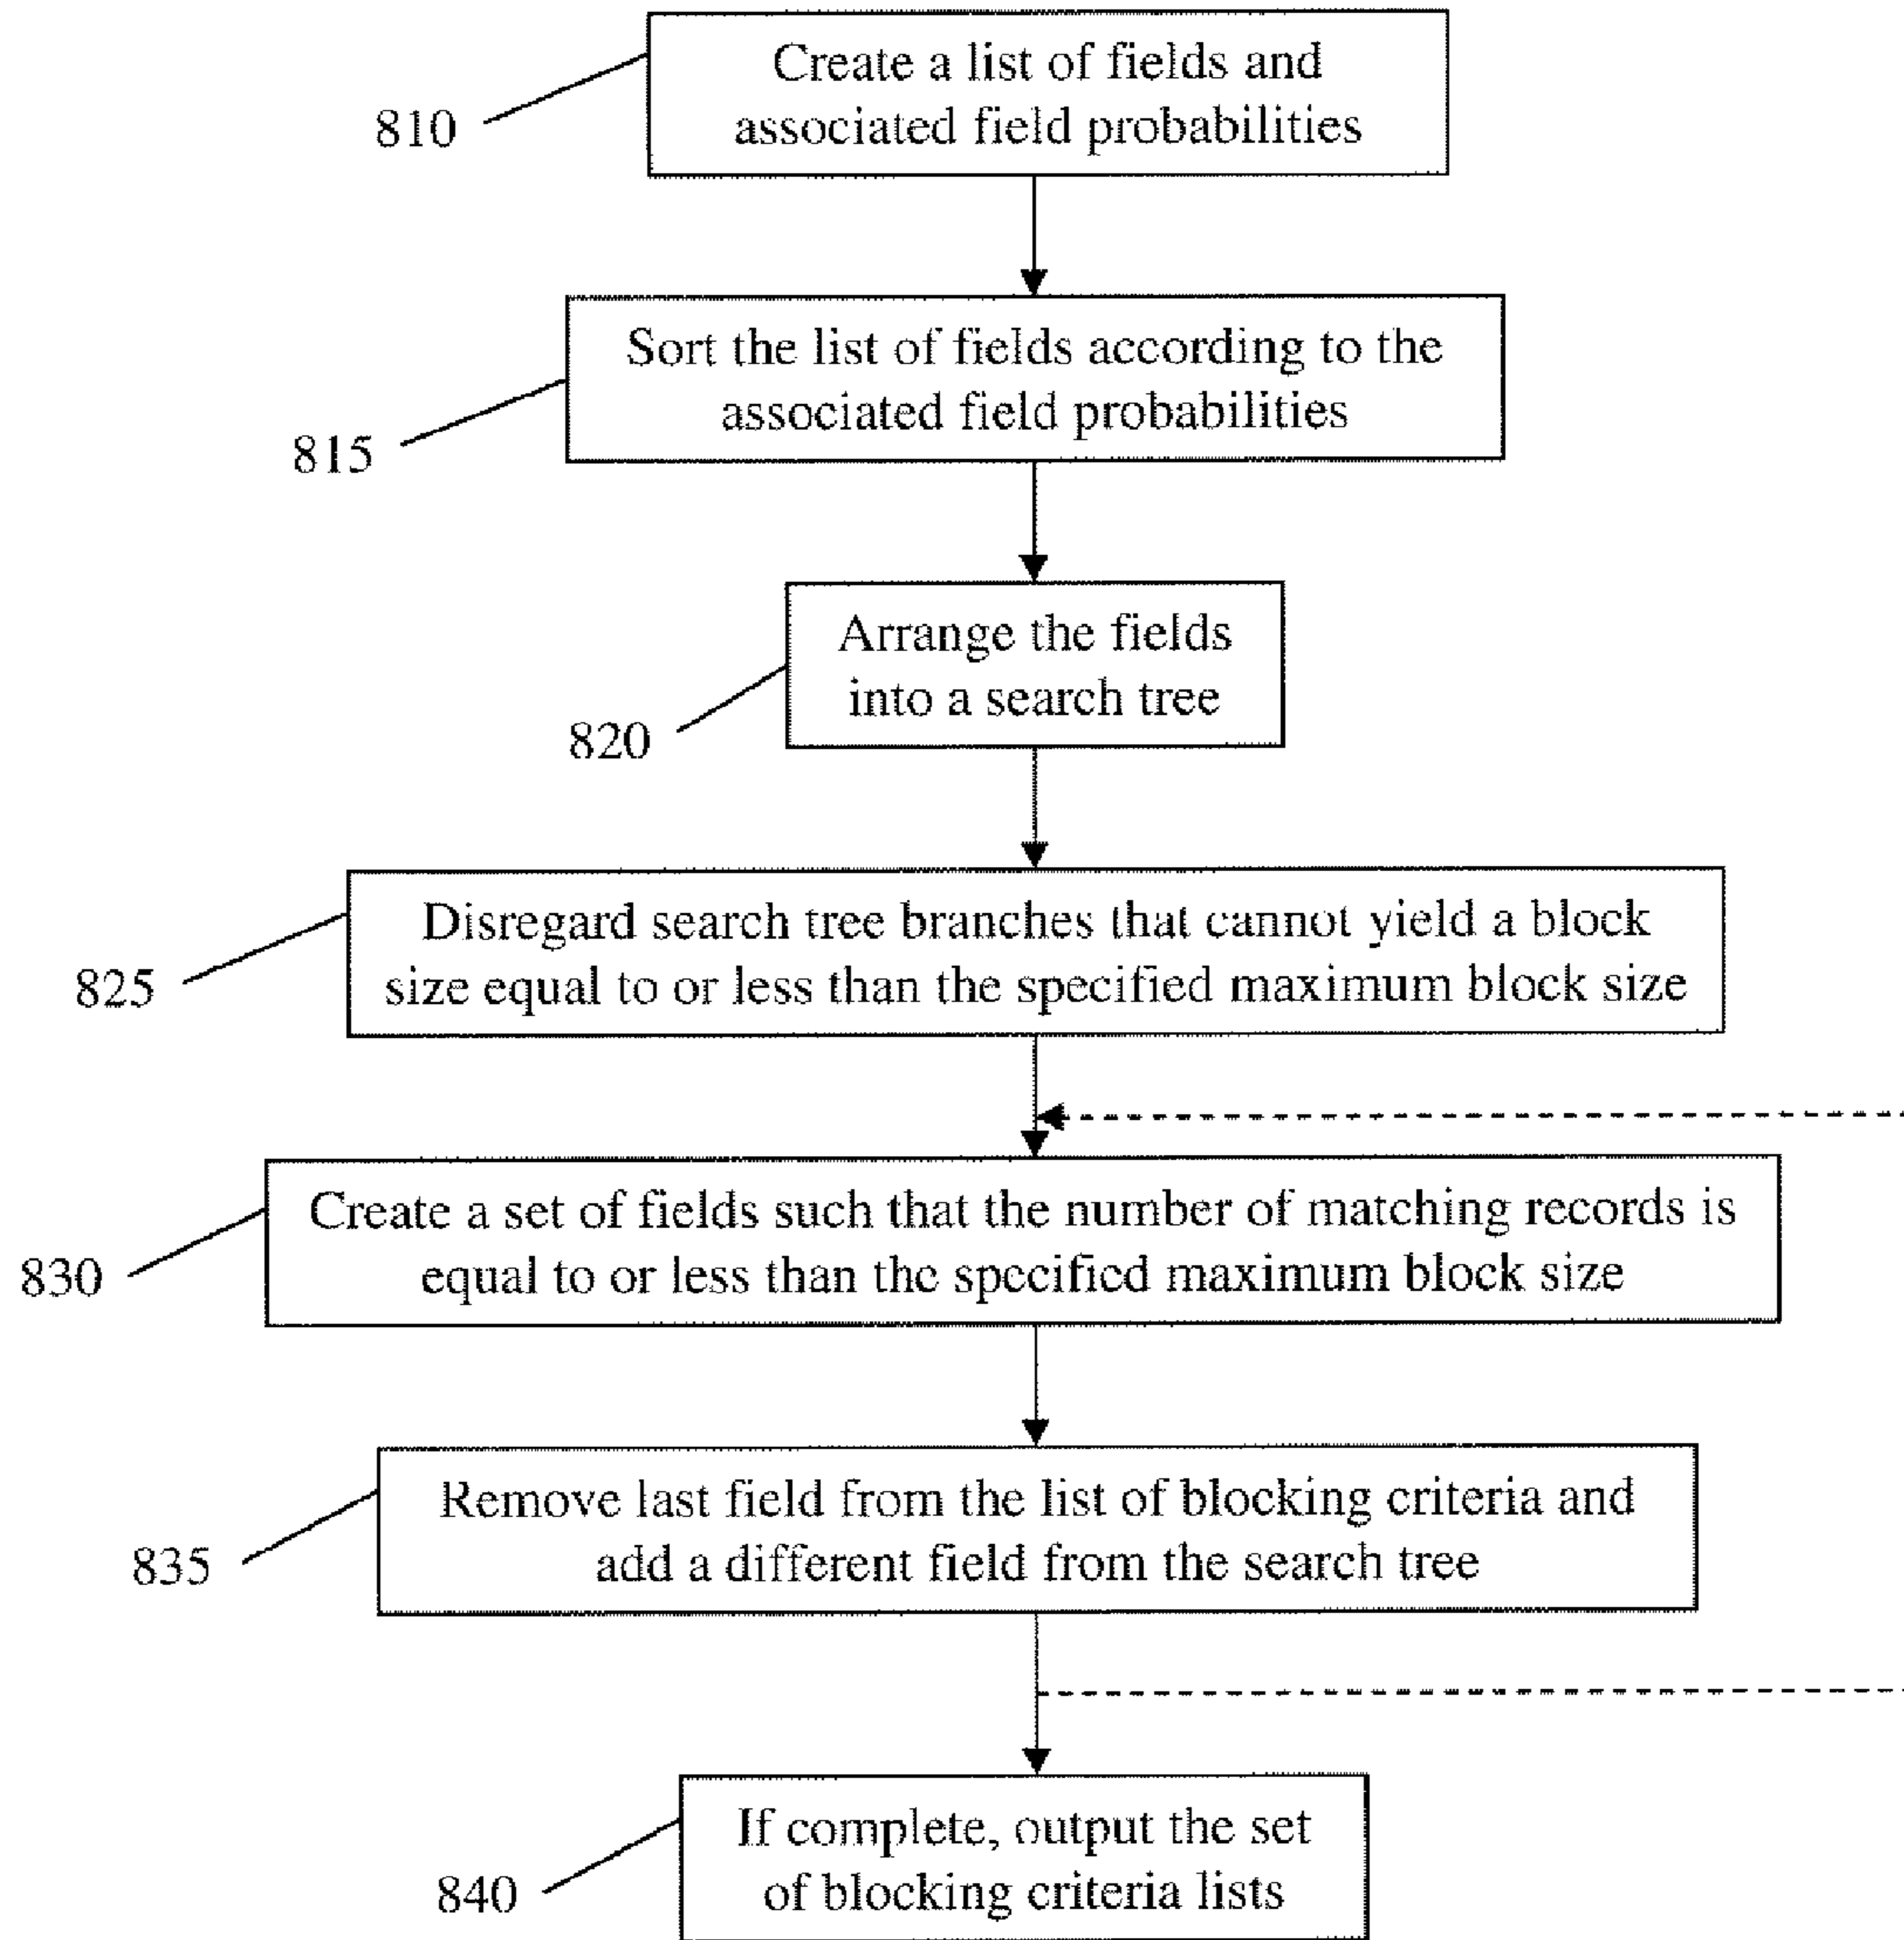 Create a list of fields and
associated field probabilities
810
Sort the list of fields according to the
associated field probabilities
815
Arrange the fields
into a search tree
820
Disregard search tree branches that cannot yield a block
size equal to or less than the specified maximum block size
825
Create a set of fields such that the number of matching records is
equal to or less than the specified maximum block size
830
Remove last field from the list of blocking criteria and
add a different field from the search tree
835
If complete, output the set
of blocking criteria lists
840